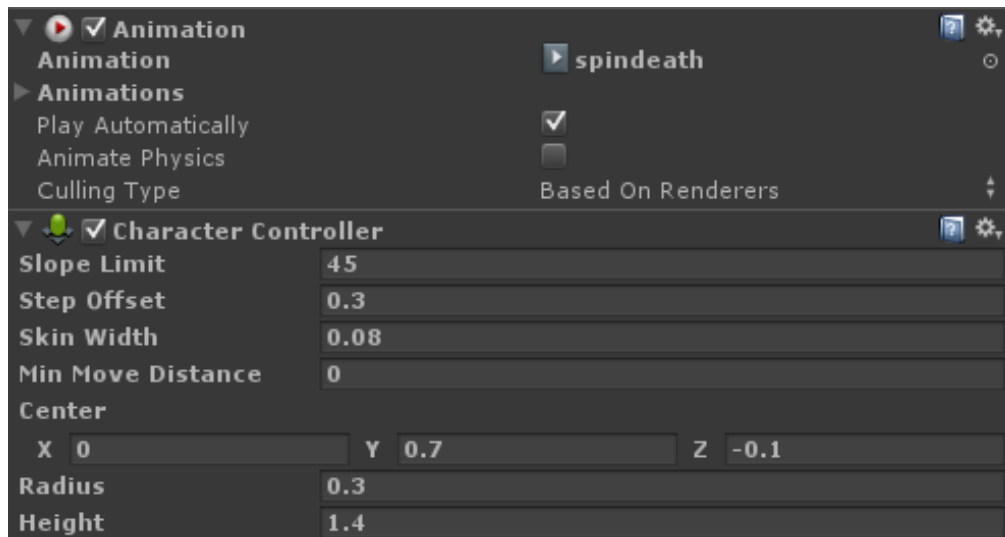 Animation
Animation spindeath
Animations
Play Automatically
Animate Physics
Culling Type Based On Renderers
Character Controller
Slope Limit 45
Step Offset 0.3
Skin Width 0.08
Min Move Distance 0
Center
X 0 Y 0.7 Z -0.1
Radius 0.3
Height 1.4